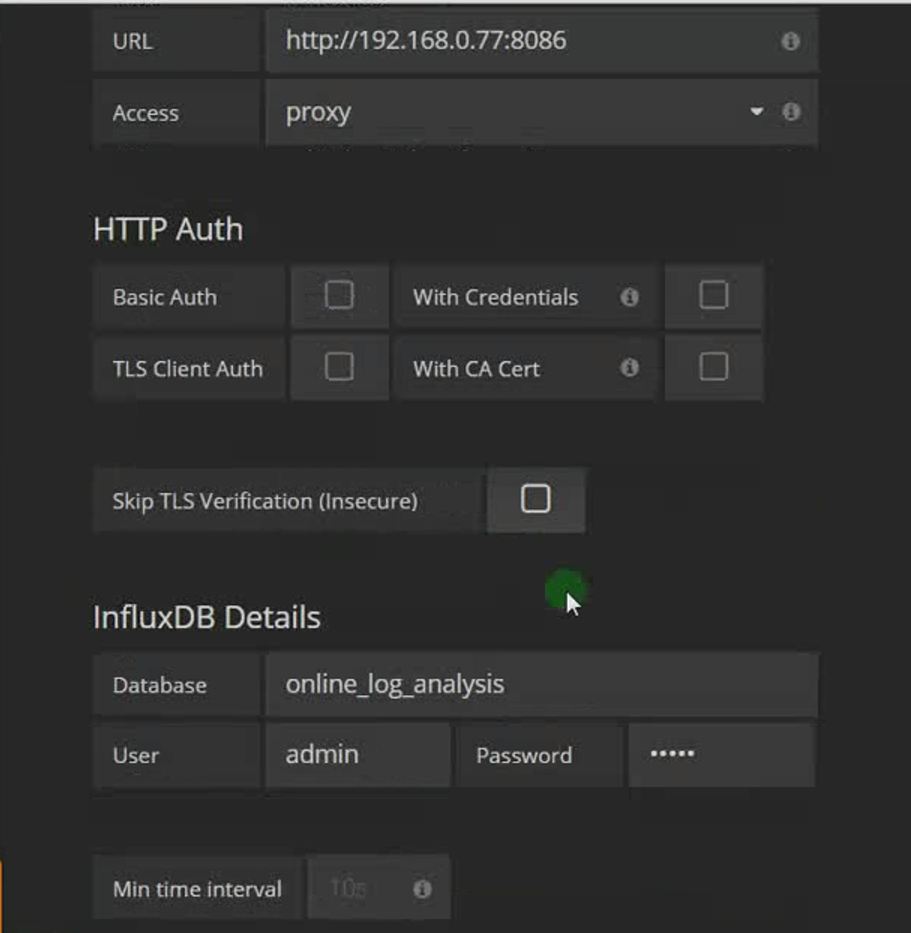 URL http://192.168.0.77:8086
Access proxy
HTTP Auth
Basic Auth With Credentials
TLS Client Auth With CA Cert
Skip TLS Verification (Insecure)
InfluxDB Details
Database online_log_analysis
User admin Password •••••
Min time interval 10s